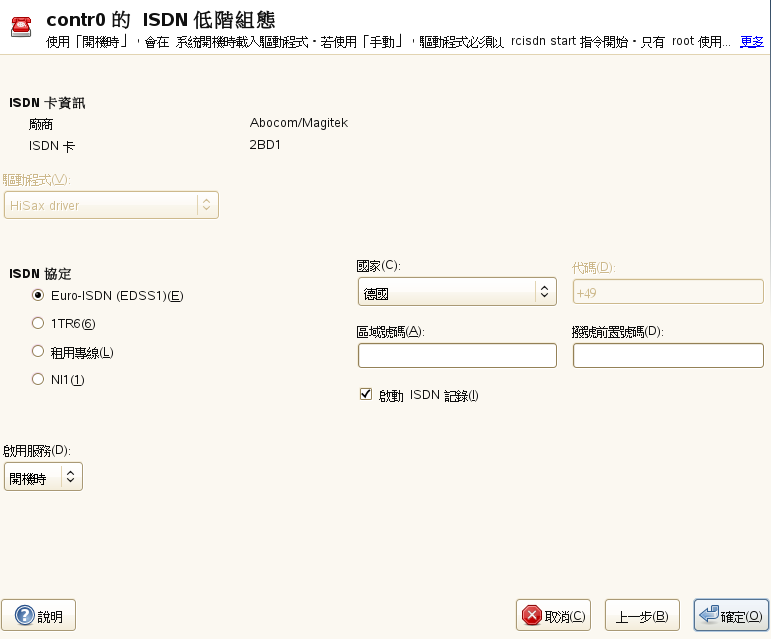 contr0 的 ISDN 低階組態
使用「開機時」，會在 系統開機時載入驅動程式。若使用「手動」，驅動程式必須以 rcisdn start 指令開始。只有 root 使用... 更多
ISDN 卡資訊
廠商 Abocom/Magitek
ISDN 卡 2BD1
驅動程式(V):
HiSax driver
ISDN 協定
Euro-ISDN (EDSS1)(E)
1TR6(6)
租用專線(L)
NI1(1)
國家(C):
德國
代碼(D):
+49
區域號碼(A):
撥號前置號碼(D):
啟動 ISDN 記錄(I)
啟用服務(D):
開機時
說明
取消(C)
上一步(B)
確定(O)